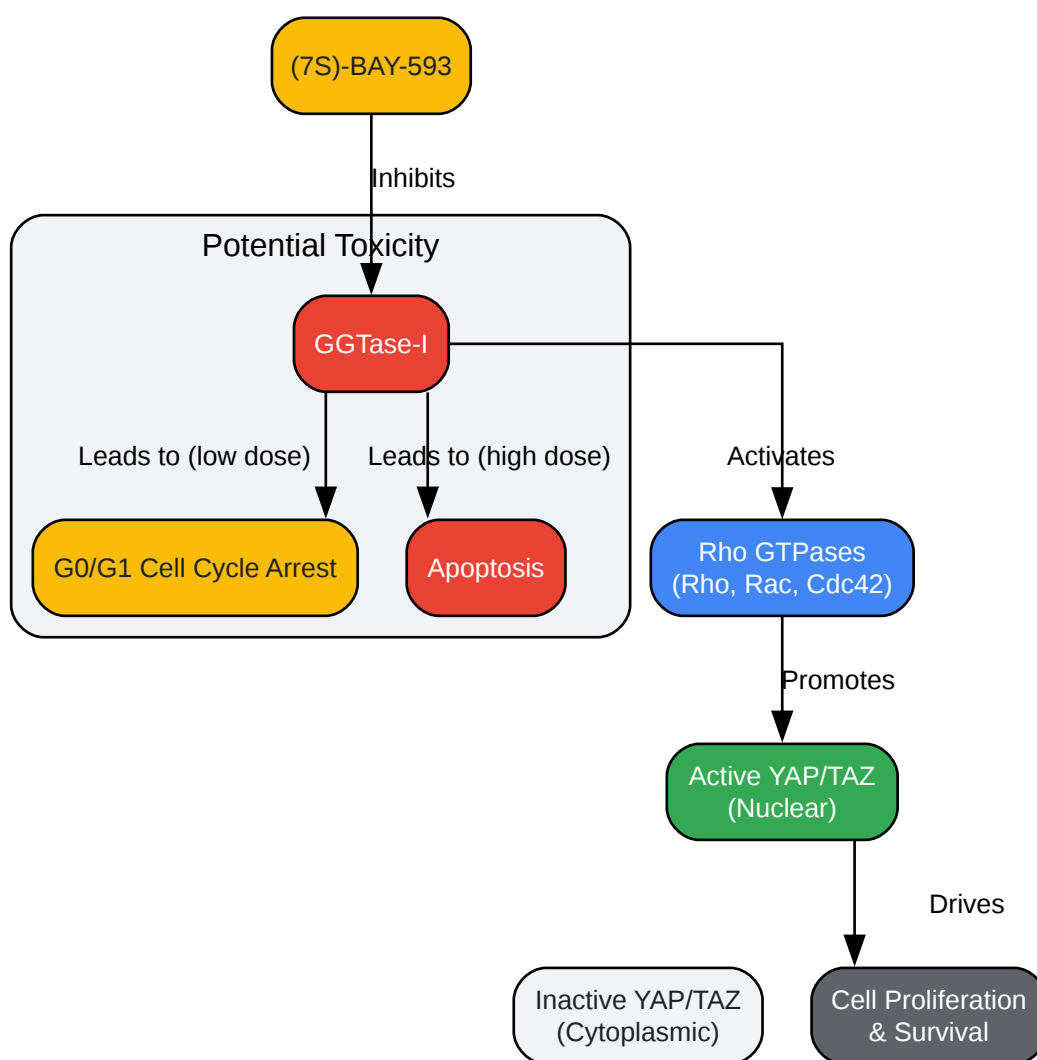 (7S)-BAY-593
Inhibits
Potential Toxicity
GGTase-I
Leads to (low dose)
Leads to (high dose)
Activates
G0/G1 Cell Cycle Arrest
Apoptosis
Rho GTPases
(Rho, Rac, Cdc42)
Promotes
Active YAP/TAZ
(Nuclear)
Drives
Inactive YAP/TAZ
(Cytoplasmic)
Cell Proliferation
& Survival